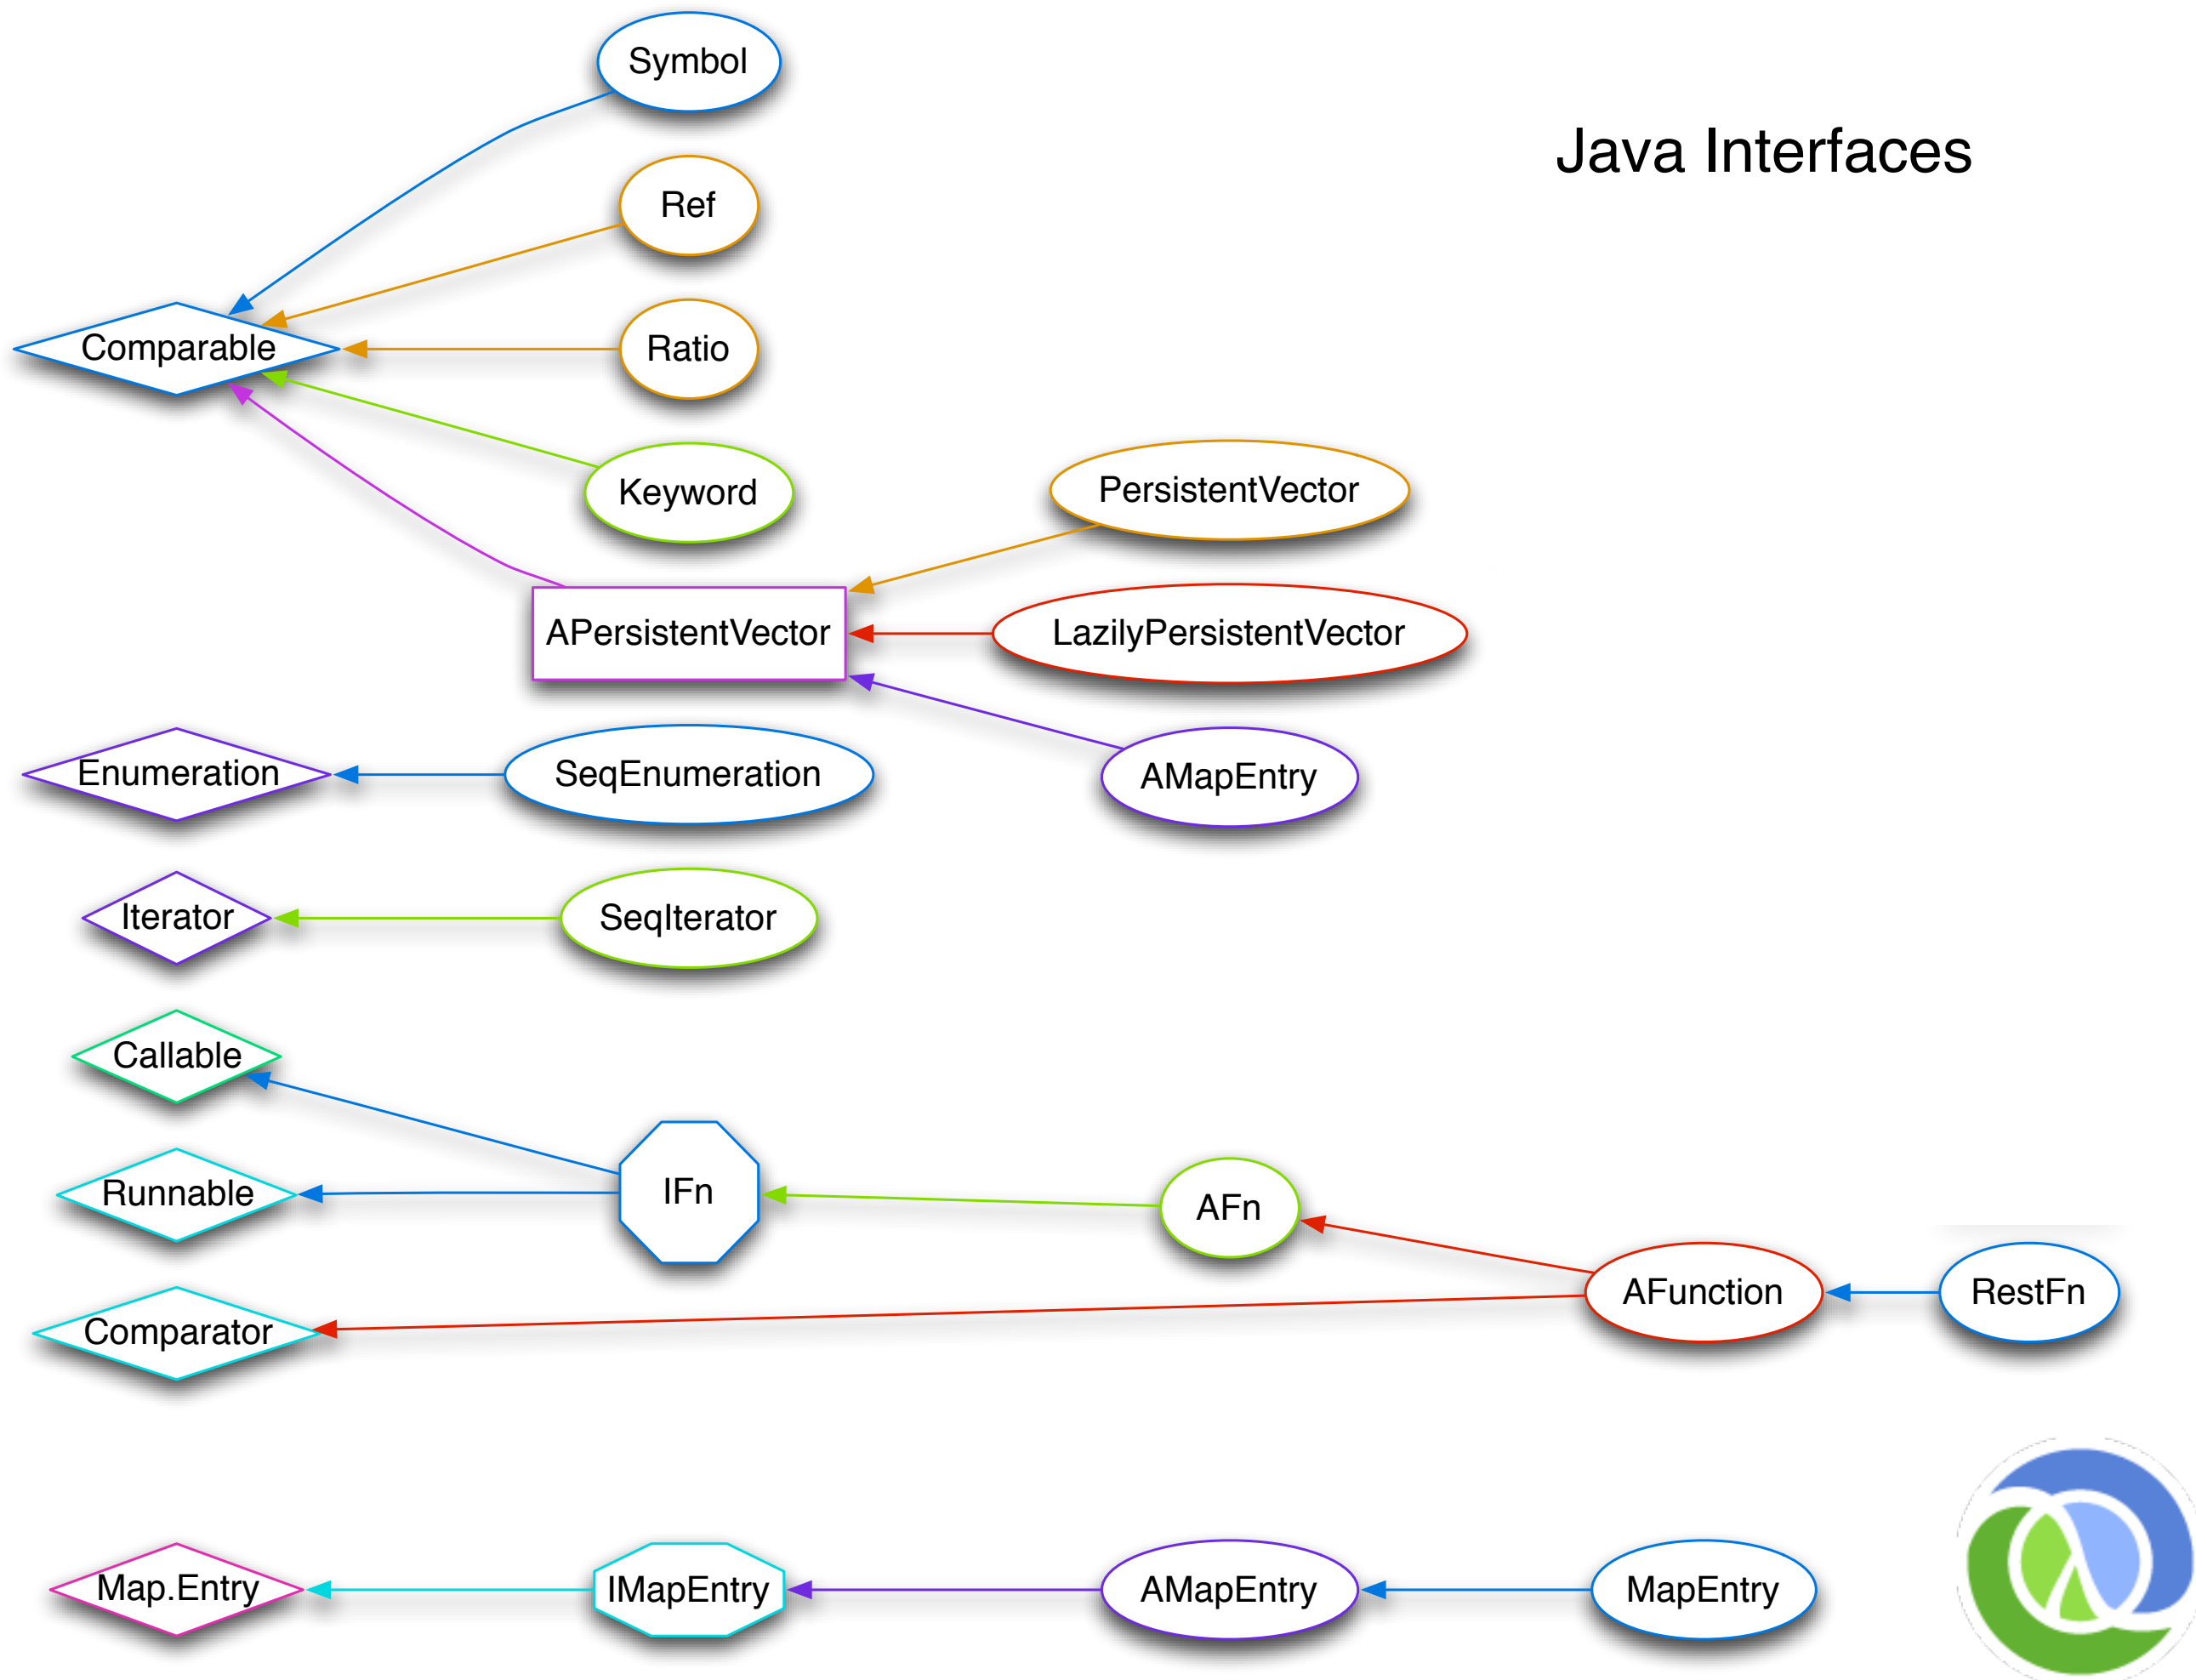 Symbol
Java Interfaces
Ref
Comparable
Ratio
Keyword
PersistentVector
APersistentVector
LazilyPersistentVector
Enumeration
SeqEnumeration
AMapEntry
Iterator
SeqIterator
Callable
Runnable
IFn
AFn
Comparator
AFunction
RestFn
Map.Entry
IMapEntry
AMapEntry
MapEntry